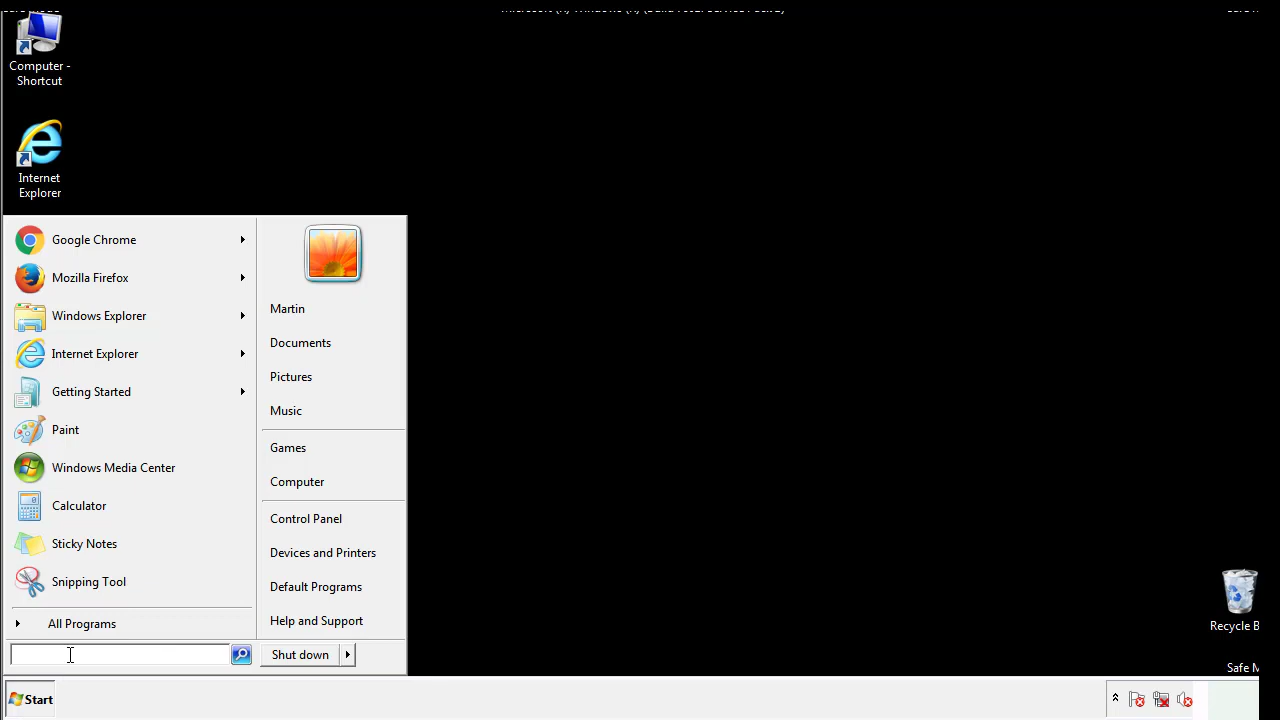 Computer -
Shortcut
Internet
Explorer
Google Chrome
Mozilla Firefox
Windows Explorer
Internet Explorer
Getting Started
Paint
Windows Media Center
Calculator
Sticky Notes
Snipping Tool
All Programs
Martin
Documents
Pictures
Music
Games
Computer
Control Panel
Devices and Printers
Default Programs
Help and Support
Shut down
Recycle B
Safe M
Start